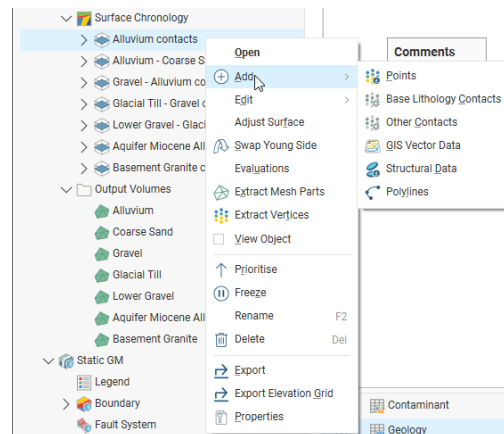 Surface Chronology
Alluvium contacts
Alluvium - Coarse S
Gravel - Alluvium co
Glacial Till - Gravel c
Lower Gravel - Glaci
Aquifer Miocene All
Basement Granite c
Output Volumes
Alluvium
Coarse Sand
Gravel
Glacial Till
Lower Gravel
Aquifer Miocene All
Basement Granite
Static GM
Legend
Boundary
Fault System
Open
Add
Edit
Adjust Surface
Swap Young Side
Evaluations
Extract Mesh Parts
Extract Vertices
View Object
Prioritise
Freeze
Rename F2
Delete Del
Export
Export Elevation Grid
Properties
Comments
Points
Base Lithology Contacts
Other Contacts
GIS Vector Data
Structural Data
Polylines
Contaminant
Geology